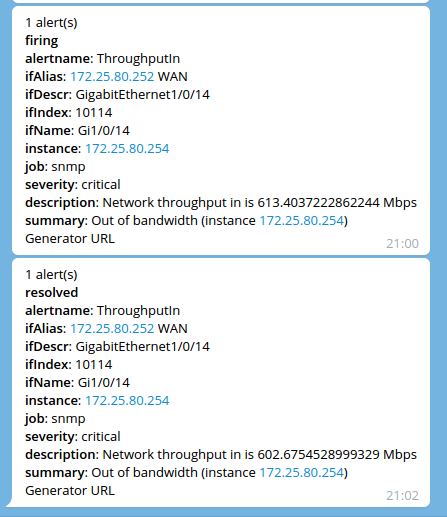 1 alert(s)
firing
alertname: ThroughputIn
ifAlias: 172.25.80.252 WAN
ifDescr: GigabitEthernet1/0/14
ifIndex: 10114
ifName: Gi1/0/14
instance: 172.25.80.254
job: snmp
severity: critical
description: Network throughput in is 613.4037222862244 Mbps
summary: Out of bandwidth (instance 172.25.80.254)
Generator URL
21:00
1 alert(s)
resolved
alertname: ThroughputIn
ifAlias: 172.25.80.252 WAN
ifDescr: GigabitEthernet1/0/14
ifIndex: 10114
ifName: Gi1/0/14
instance: 172.25.80.254
job: snmp
severity: critical
description: Network throughput in is 602.6754528999329 Mbps
summary: Out of bandwidth (instance 172.25.80.254)
Generator URL
21:02